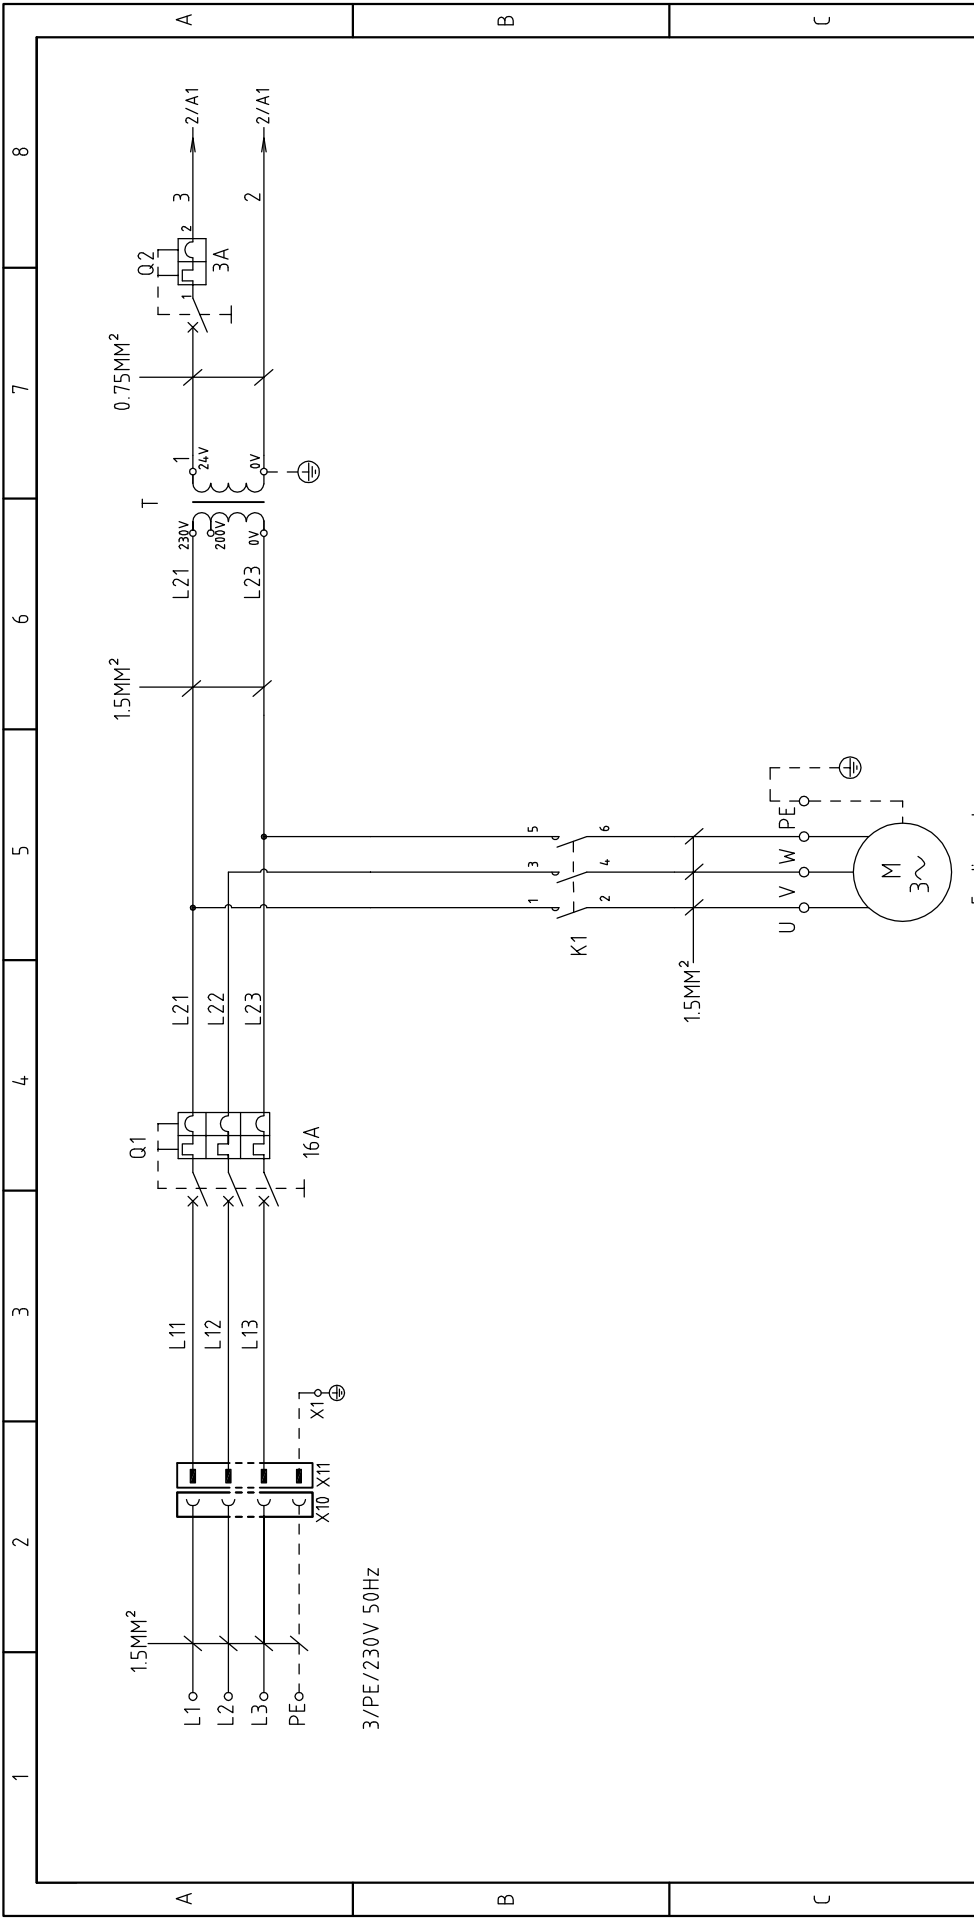 1 2 3 4 5 6 7 8
A
A
B
B
C
C
1.5MM²
L1
L2
L3
PE
3/PE/230V 50Hz
X10 X11
X1
L11
L12
L13
Q1
16A
L21
L22
L23
1.5MM²
L21
L23
T
230V
200V
0V
24V
0V
1
0.75MM²
Q2
1
2
3A
3
2
2/A1
2/A1
K1
1 3 5
2 4 6
1.5MM²
U V W PE
M
3~